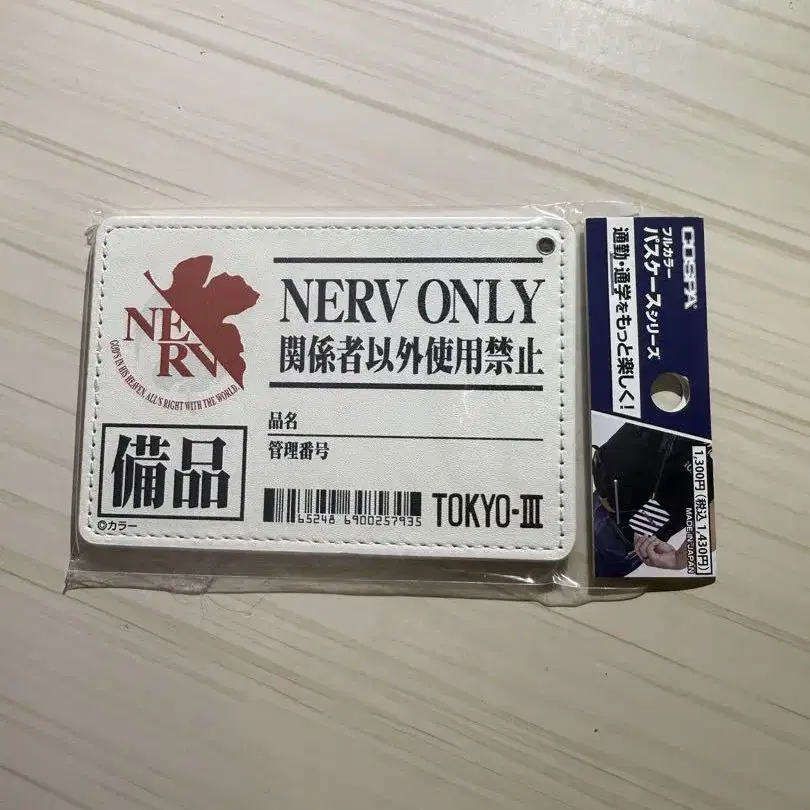 NERV
GOD'S IN HIS HEAVEN. ALL'S RIGHT WITH THE WORLD.
NERV ONLY
関係者以外使用禁止
品名
管理番号
備品
65248 6900257935
TOKYO-III
©カラー
COSPA
フルカラー
パスケースシリーズ
通勤・通学をもっと楽しく!
1,300円(税込 1,430円)
MADE IN JAPAN